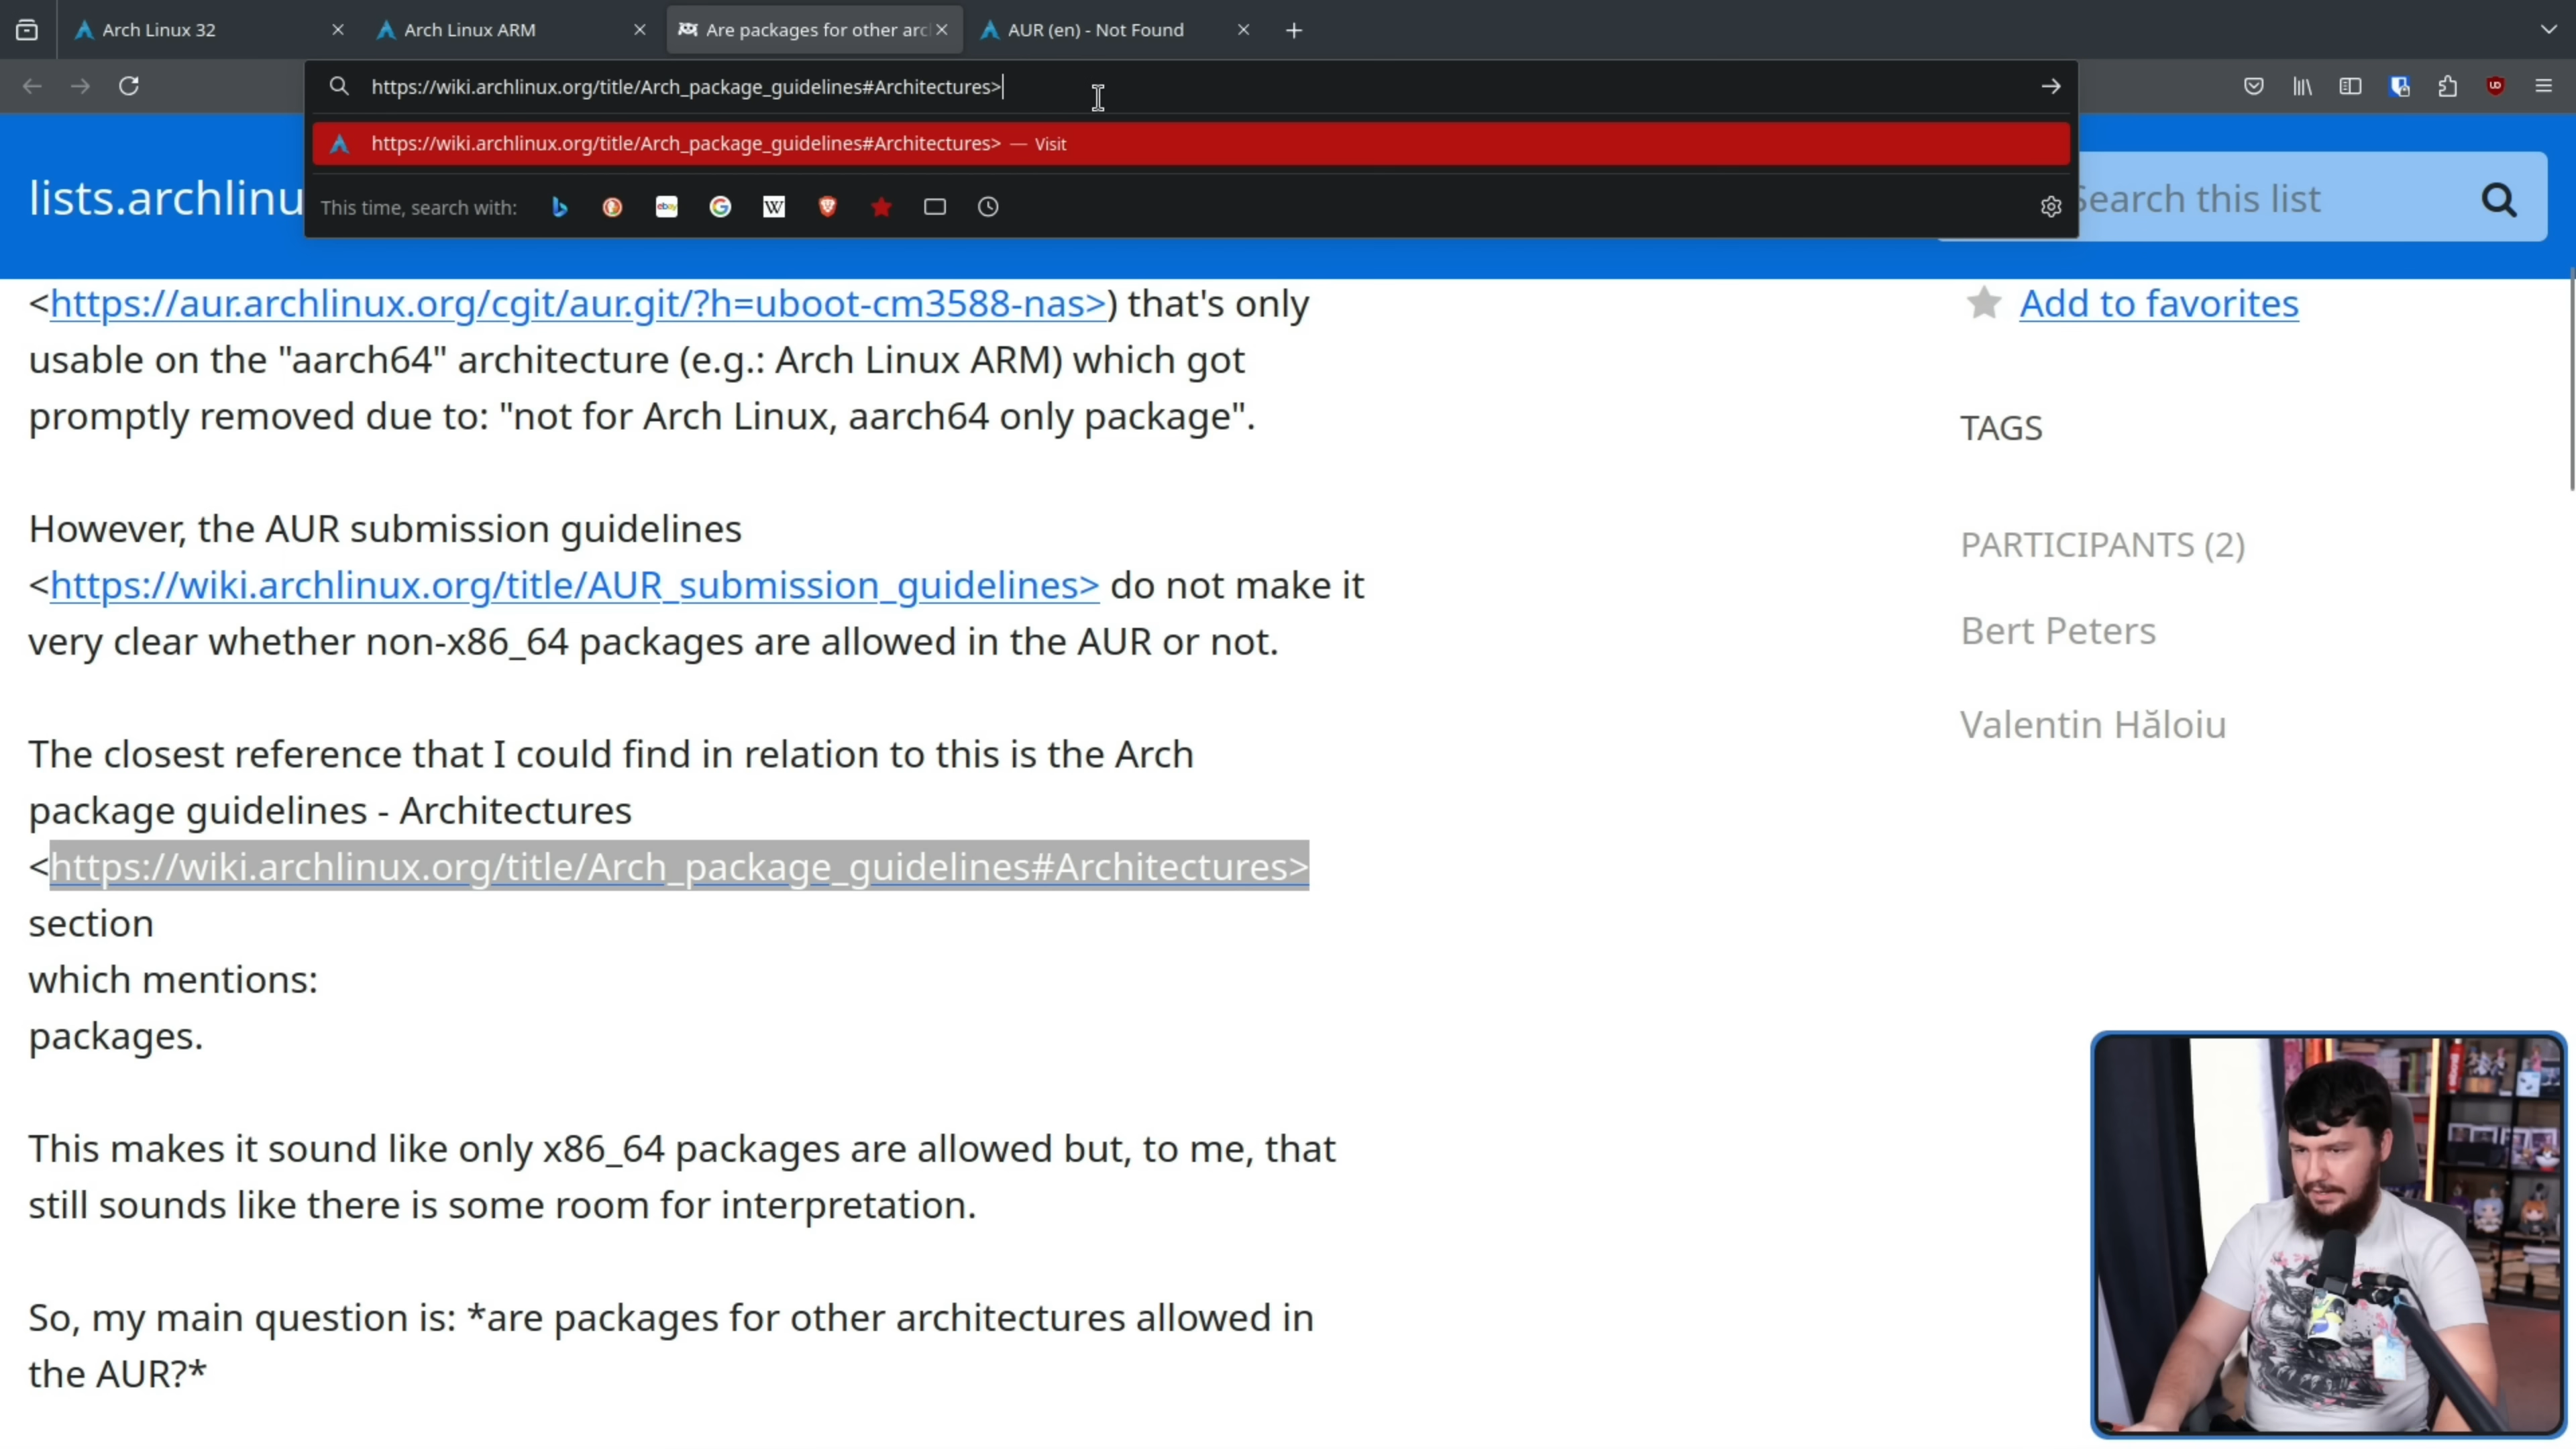 Arch Linux 32
Arch Linux ARM
Are packages for other arc
AUR (en) - Not Found
https://wiki.archlinux.org/title/Arch_package_guidelines#Architectures>
https://wiki.archlinux.org/title/Arch_package_guidelines#Architectures> — Visit
This time, search with:
lists.archlinu
Search this list
<https://aur.archlinux.org/cgit/aur.git/?h=uboot-cm3588-nas>) that's only
usable on the "aarch64" architecture (e.g.: Arch Linux ARM) which got
promptly removed due to: "not for Arch Linux, aarch64 only package".
However, the AUR submission guidelines
<https://wiki.archlinux.org/title/AUR_submission_guidelines> do not make it
very clear whether non-x86_64 packages are allowed in the AUR or not.
The closest reference that I could find in relation to this is the Arch
package guidelines - Architectures
<https://wiki.archlinux.org/title/Arch_package_guidelines#Architectures>
section
which mentions:
packages.
This makes it sound like only x86_64 packages are allowed but, to me, that
still sounds like there is some room for interpretation.
So, my main question is: *are packages for other architectures allowed in
the AUR?*
Add to favorites
TAGS
PARTICIPANTS (2)
Bert Peters
Valentin Hăloiu